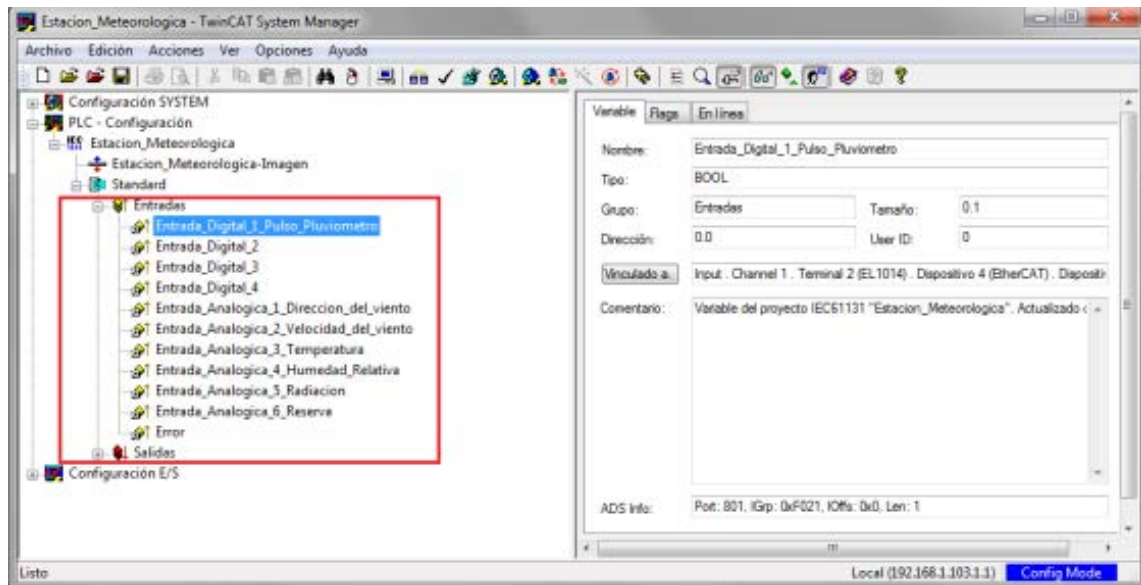 Estacion_Meteorologica - TwinCAT System Manager
Archivo Edición Acciones Ver Opciones Ayuda
Configuración SYSTEM
PLC - Configuración
Estacion_Meteorologica
Estacion_Meteorologica-Imagen
Standard
Entradas
Entrada_Digital_1_Pulso_Pluviometro
Entrada_Digital_2
Entrada_Digital_3
Entrada_Digital_4
Entrada_Analogica_1_Direccion_del_viento
Entrada_Analogica_2_Velocidad_del_viento
Entrada_Analogica_3_Temperatura
Entrada_Analogica_4_Humedad_Relativa
Entrada_Analogica_5_Radiacion
Entrada_Analogica_6_Reserva
Error
Salidas
Configuración E/S
Variable Flags En línea
Nombre: Entrada_Digital_1_Pulso_Pluviometro
Tipo: BOOL
Grupo: Entradas Tamaño: 0.1
Dirección: 0.0 User ID: 0
Vinculado a. Input . Channel 1 . Terminal 2 (EL1014) . Dispositivo 4 (EtherCAT) . Dispositiv
Comentario: Variable del proyecto IEC61131 "Estacion_Meteorologica". Actualizado c
ADS Info: Port: 801, IGrp: 0xF021, IOffs: 0x0, Len: 1
Listo Local (192.168.1.103.1.1) Config Mode